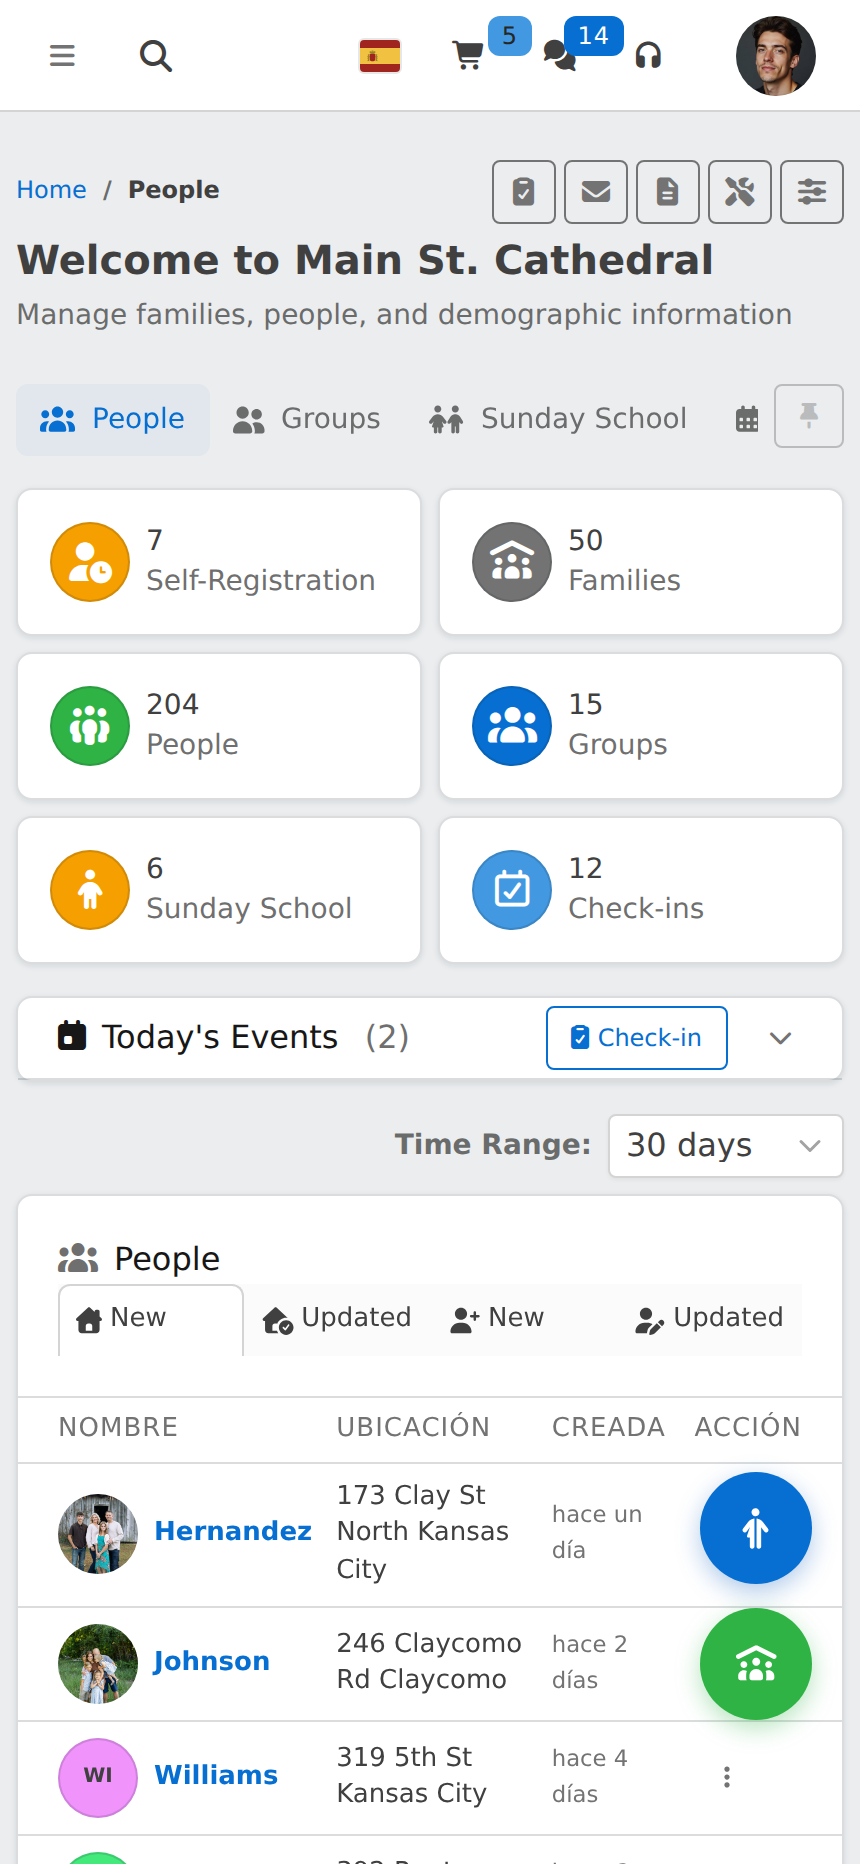 5
14
Home / People
Welcome to Main St. Cathedral
Manage families, people, and demographic information
People
Groups
Sunday School
7
Self-Registration
50
Families
204
People
15
Groups
6
Sunday School
12
Check-ins
Today's Events (2)
Check-in
Time Range: 30 days
People
New
Updated
New
Updated
NOMBRE UBICACIÓN CREADA ACCIÓN
Hernandez
173 Clay St
North Kansas
City
hace un
día
Johnson
246 Claycomo
Rd Claycomo
hace 2
días
WI
Williams
319 5th St
Kansas City
hace 4
días